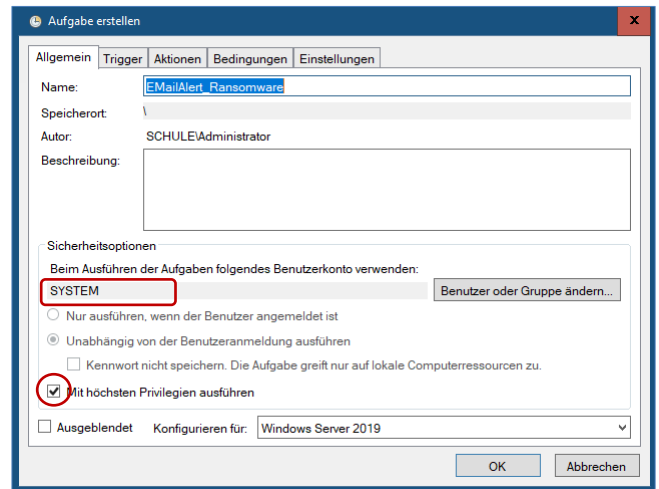 Aufgabe erstellen x
Allgemein Trigger Aktionen Bedingungen Einstellungen
Name: EMailAlert_Ransomware
Speicherort: \
Autor: SCHULE\Administrator
Beschreibung:
Sicherheitsoptionen
Beim Ausführen der Aufgaben folgendes Benutzerkonto verwenden:
SYSTEM Benutzer oder Gruppe ändern...
Nur ausführen, wenn der Benutzer angemeldet ist
Unabhängig von der Benutzeranmeldung ausführen
Kennwort nicht speichern. Die Aufgabe greift nur auf lokale Computerressourcen zu.
Mit höchsten Privilegien ausführen
Ausgeblendet Konfigurieren für: Windows Server 2019
OK Abbrechen